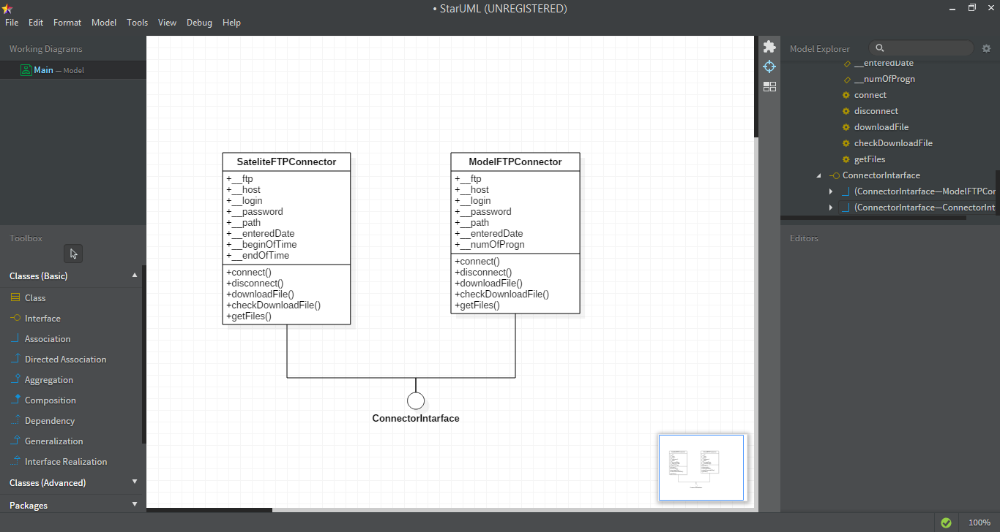 • StarUML (UNREGISTERED)
File Edit Format Model Tools View Debug Help
Working Diagrams
Main — Model
Toolbox
Classes (Basic)
Class
Interface
Association
Directed Association
Aggregation
Composition
Dependency
Generalization
Interface Realization
Classes (Advanced)
Packages
SateliteFTPConnector
+__ftp
+__host
+__login
+__password
+__path
+__enteredDate
+__beginOfTime
+__endOfTime
+connect()
+disconnect()
+downloadFile()
+checkDownloadFile()
+getFiles()
ModelFTPConnector
+__ftp
+__host
+__login
+__password
+__path
+__enteredDate
+__numOfProgn
+connect()
+disconnect()
+downloadFile()
+checkDownloadFile()
+getFiles()
ConnectorIntarface
Model Explorer
__enteredDate
__numOfProgn
connect
disconnect
downloadFile
checkDownloadFile
getFiles
ConnectorIntarface
(ConnectorIntarface—ModelFTPCor
(ConnectorIntarface—ConnectorInt
Editors
100%